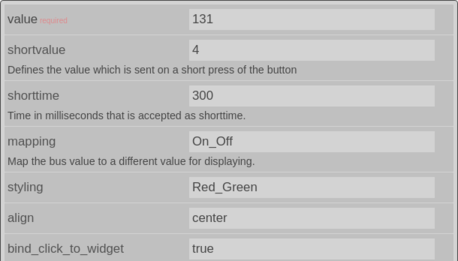 value required 131
shortvalue 4
Defines the value which is sent on a short press of the button
shorttime 300
Time in milliseconds that is accepted as shorttime.
mapping On_Off
Map the bus value to a different value for displaying.
styling Red_Green
align center
bind_click_to_widget true